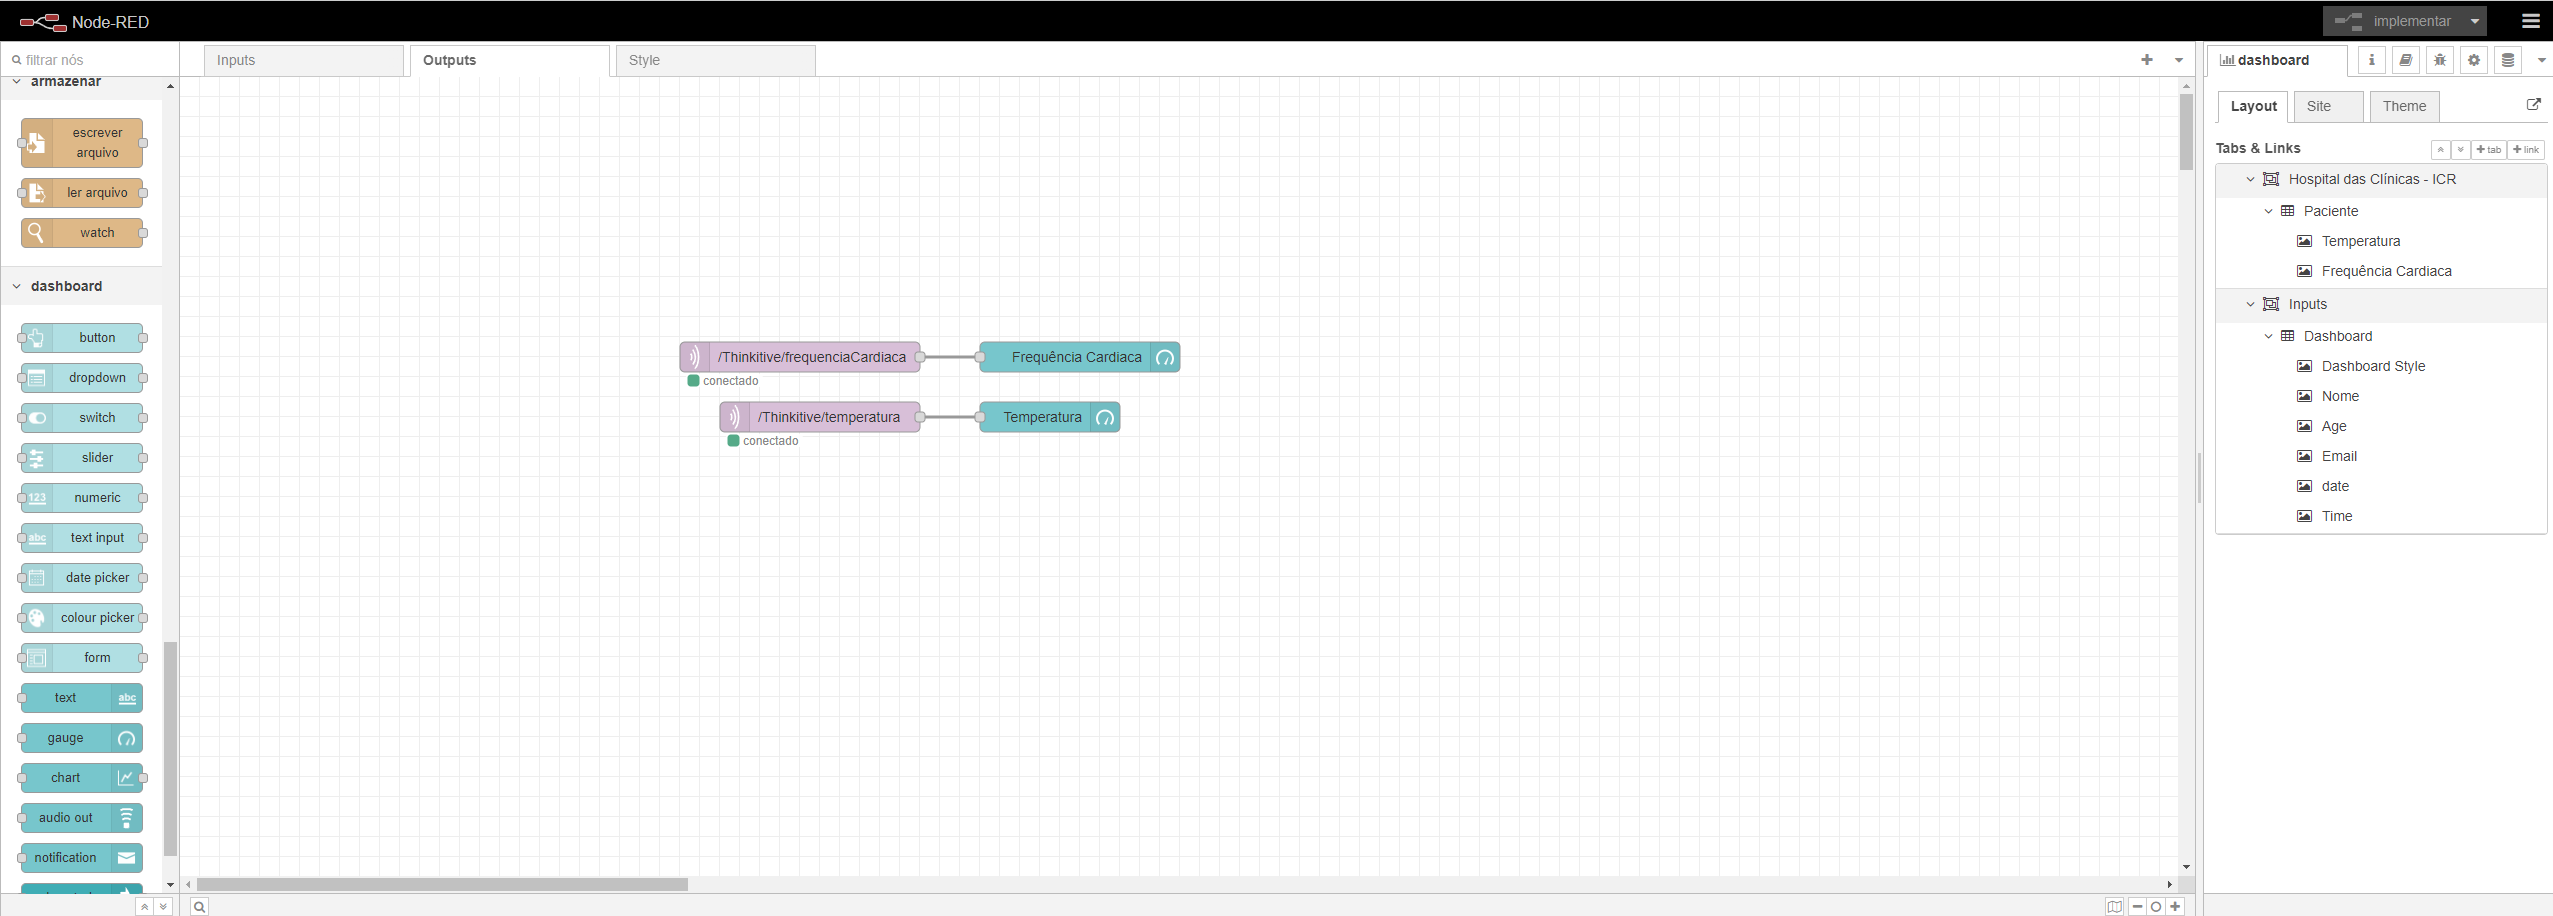 Node-RED
implementar
filtrar nós
Inputs
Outputs
Style
dashboard
armazenar
escrever
arquivo
ler arquivo
watch
dashboard
button
dropdown
switch
slider
123
numeric
abc
text input
date picker
colour picker
form
text
abc
gauge
chart
audio out
notification
/Thinkitive/frequenciaCardiaca
Frequência Cardiaca
conectado
/Thinkitive/temperatura
Temperatura
conectado
Layout
Site
Theme
Tabs & Links
+ tab
+ link
Hospital das Clínicas - ICR
Paciente
Temperatura
Frequência Cardiaca
Inputs
Dashboard
Dashboard Style
Nome
Age
Email
date
Time